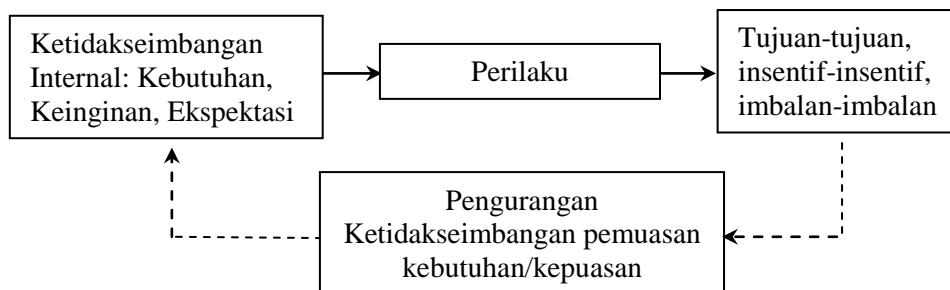 Ketidakseimbangan
Internal: Kebutuhan,
Keinginan, Ekspektasi
Perilaku
Tujuan-tujuan,
insentif-insentif,
imbalan-imbalan
Pengurangan
Ketidakseimbangan pemuasan
kebutuhan/kepuasan